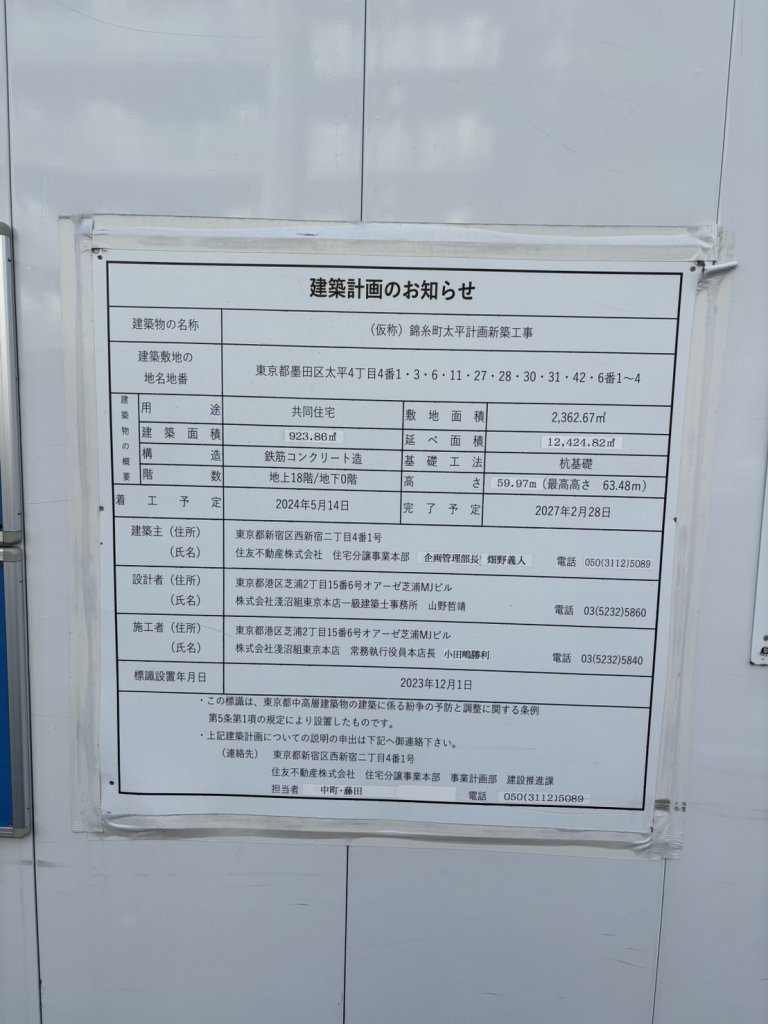 建築計画のお知らせ
建築物の名称 (仮称)錦糸町太平計画新築工事
建築敷地の地名地番 東京都墨田区太平4丁目4番1・3・6・11・27・28・30・31・42・6番1～4
建築物の概要
用途 共同住宅 敷地面積 2,362.67㎡
建築面積 923.86㎡ 延べ面積 12,424.82㎡
構造 鉄筋コンクリート造 基礎工法 杭基礎
階数 地上18階/地下0階 高さ 59.97m(最高高さ 63.48m)
着工予定 2024年5月14日 完了予定 2027年2月28日
建築主(住所) 東京都新宿区西新宿二丁目4番1号
(氏名) 住友不動産株式会社 住宅分譲事業本部 企画管理部長 畑野義人 電話 050(3112)5089
設計者(住所) 東京都港区芝浦2丁目15番6号オアーゼ芝浦MJビル
(氏名) 株式会社淺沼組東京本店一級建築士事務所 山野哲靖 電話 03(5232)5860
施工者(住所) 東京都港区芝浦2丁目15番6号オアーゼ芝浦MJビル
(氏名) 株式会社淺沼組東京本店 常務執行役員本店長 小田嶋勝利 電話 03(5232)5840
標識設置年月日 2023年12月1日
・この標識は、東京都中高層建築物の建築に係る紛争の予防と調整に関する条例
第5条第1項の規定により設置したものです。
・上記建築計画についての説明の申出は下記へ御連絡下さい。
(連絡先) 東京都新宿区西新宿二丁目4番1号
住友不動産株式会社 住宅分譲事業本部 事業計画部 建設推進課
担当者 中町・藤田 電話 050(3112)5089